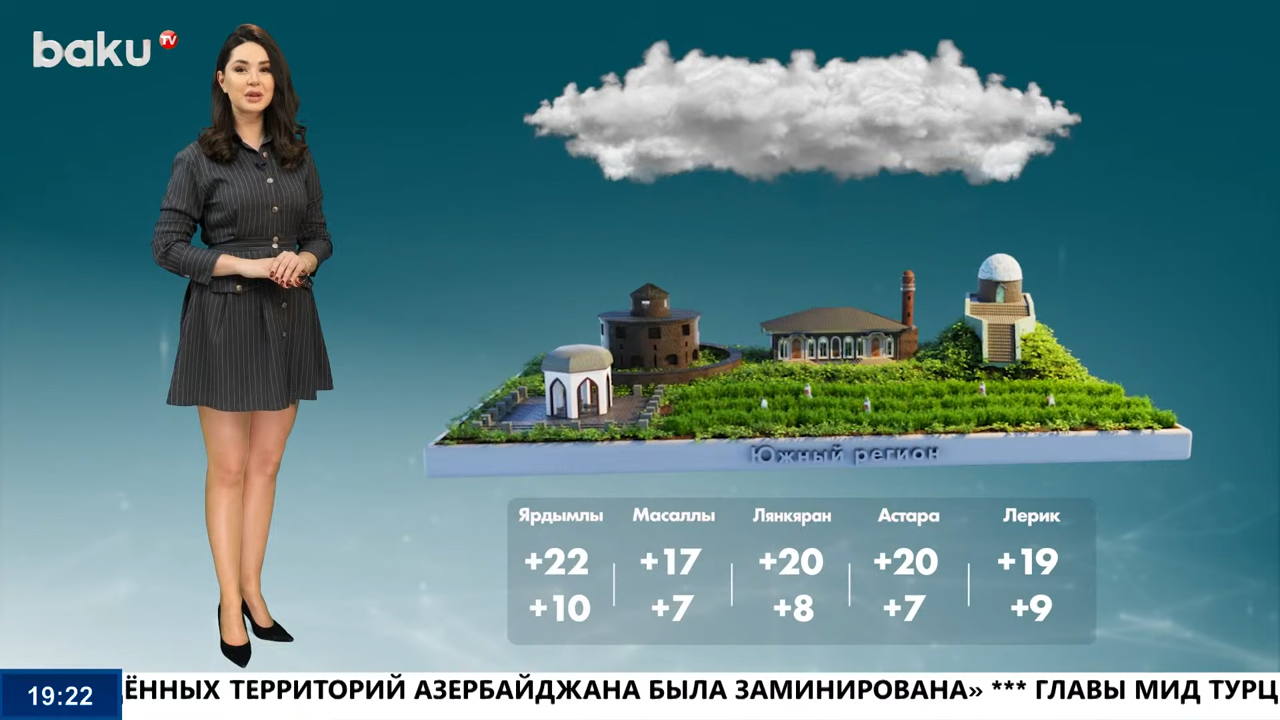 baku TV
Южный регион
Ярдымлы Масаллы Лянкяран Астара Лерик
+22 +17 +20 +20 +19
+10 +7 +8 +7 +9
19:22 ДЁННЫХ ТЕРРИТОРИЙ АЗЕРБАЙДЖАНА БЫЛА ЗАМИНИРОВАНА» *** ГЛАВЫ МИД ТУРЦ